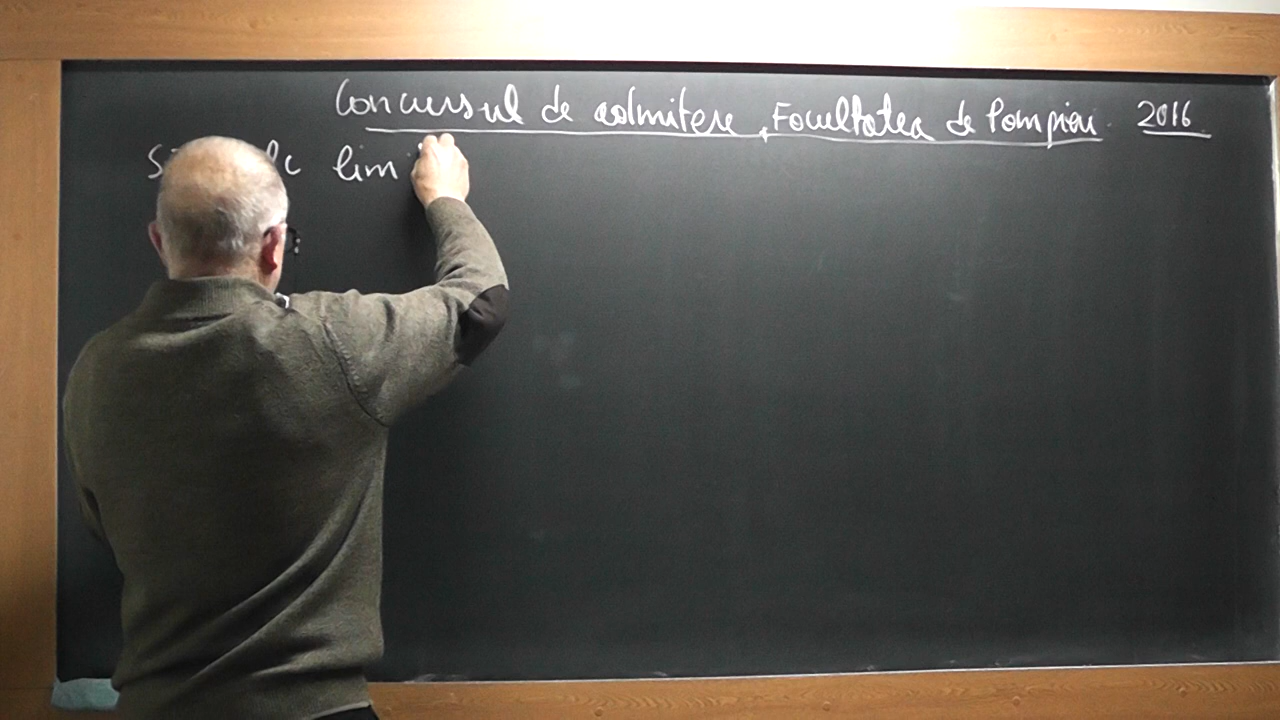 Concursul de admitere, Facultatea de Pompieri 2016
lim